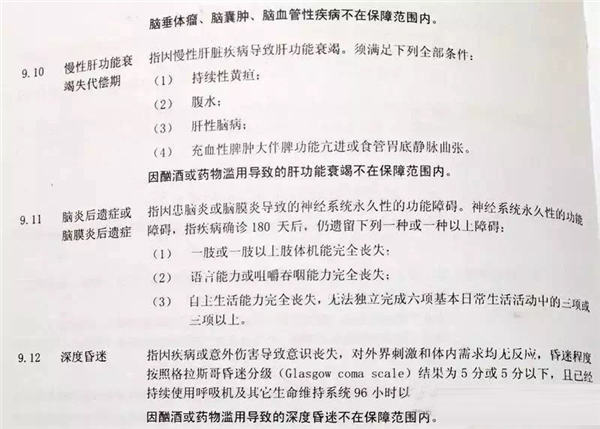 脑垂体瘤、脑囊肿、脑血管性疾病不在保障范围内。
9.10 慢性肝功能衰竭失代偿期 指因慢性肝脏疾病导致肝功能衰竭。须满足下列全部条件：
（1） 持续性黄疸；
（2） 腹水；
（3） 肝性脑病；
（4） 充血性脾肿大伴脾功能亢进或食管胃底静脉曲张。
因酗酒或药物滥用导致的肝功能衰竭不在保障范围内。
9.11 脑炎后遗症或脑膜炎后遗症 指因患脑炎或脑膜炎导致的神经系统永久性的功能障碍。神经系统永久性的功能
障碍，指疾病确诊 180 天后，仍遗留下列一种或一种以上障碍：
（1） 一肢或一肢以上肢体机能完全丧失；
（2） 语言能力或咀嚼吞咽能力完全丧失；
（3） 自主生活能力完全丧失，无法独立完成六项基本日常生活活动中的三项或
三项以上。
9.12 深度昏迷 指因疾病或意外伤害导致意识丧失，对外界刺激和体内需求均无反应，昏迷程度
按照格拉斯哥昏迷分级（Glasgow coma scale）结果为 5 分或 5 分以下，且已经
持续使用呼吸机及其它生命维持系统 96 小时以
因酗酒或药物滥用导致的深度昏迷不在保障范围内。